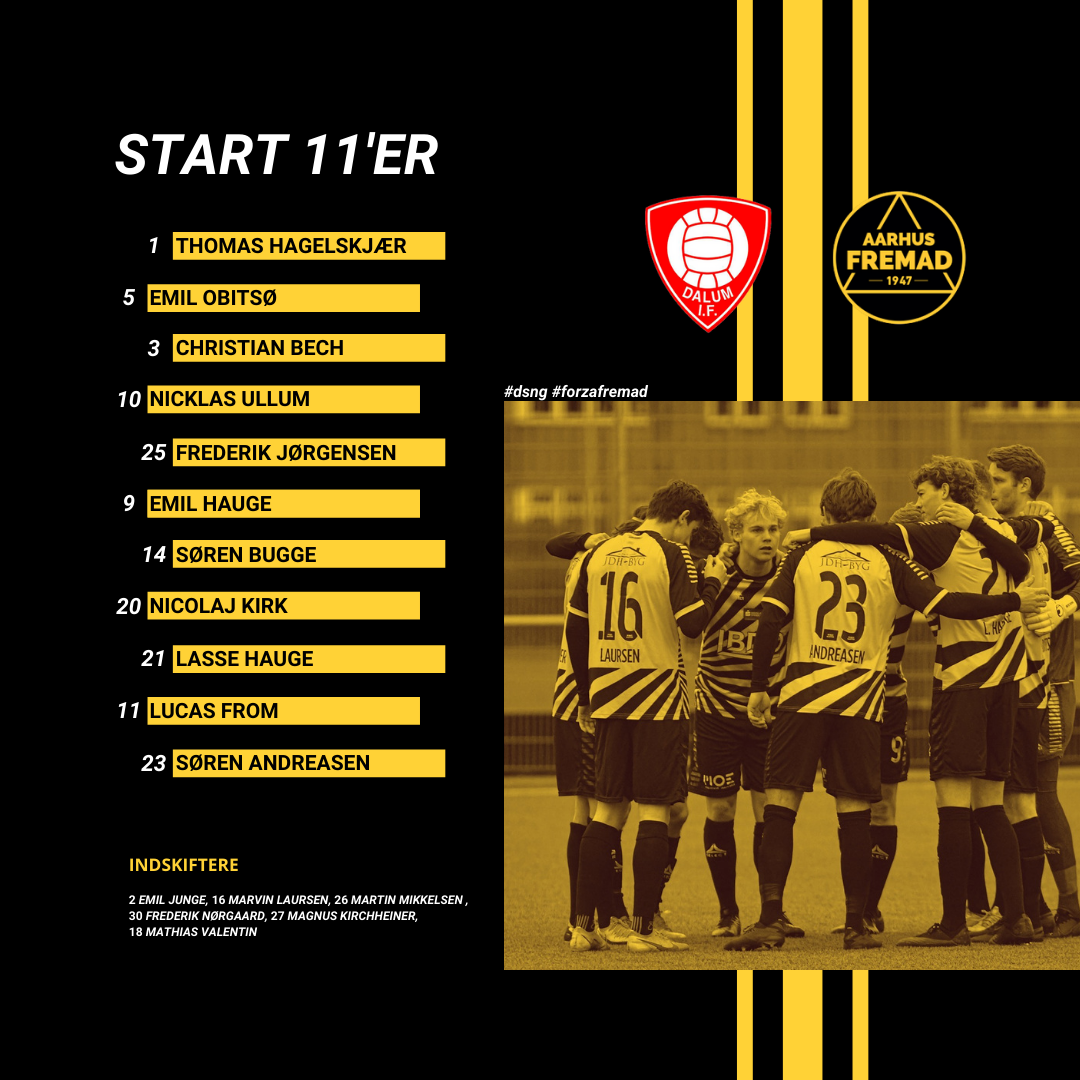 START 11'ER
1 THOMAS HAGELSKJÆR
5 EMIL OBITSØ
3 CHRISTIAN BECH
10 NICKLAS ULLUM
25 FREDERIK JØRGENSEN
9 EMIL HAUGE
14 SØREN BUGGE
20 NICOLAJ KIRK
21 LASSE HAUGE
11 LUCAS FROM
23 SØREN ANDREASEN
INDSKIFTERE
2 EMIL JUNGE, 16 MARVIN LAURSEN, 26 MARTIN MIKKELSEN ,
30 FREDERIK NØRGAARD, 27 MAGNUS KIRCHHEINER,
18 MATHIAS VALENTIN
DALUM
I.F.
AARHUS
FREMAD
1947
#dsng #forzafremad
JDH-BYG
16
LAURSEN
JDH-BYG
23
ANDREASEN
9